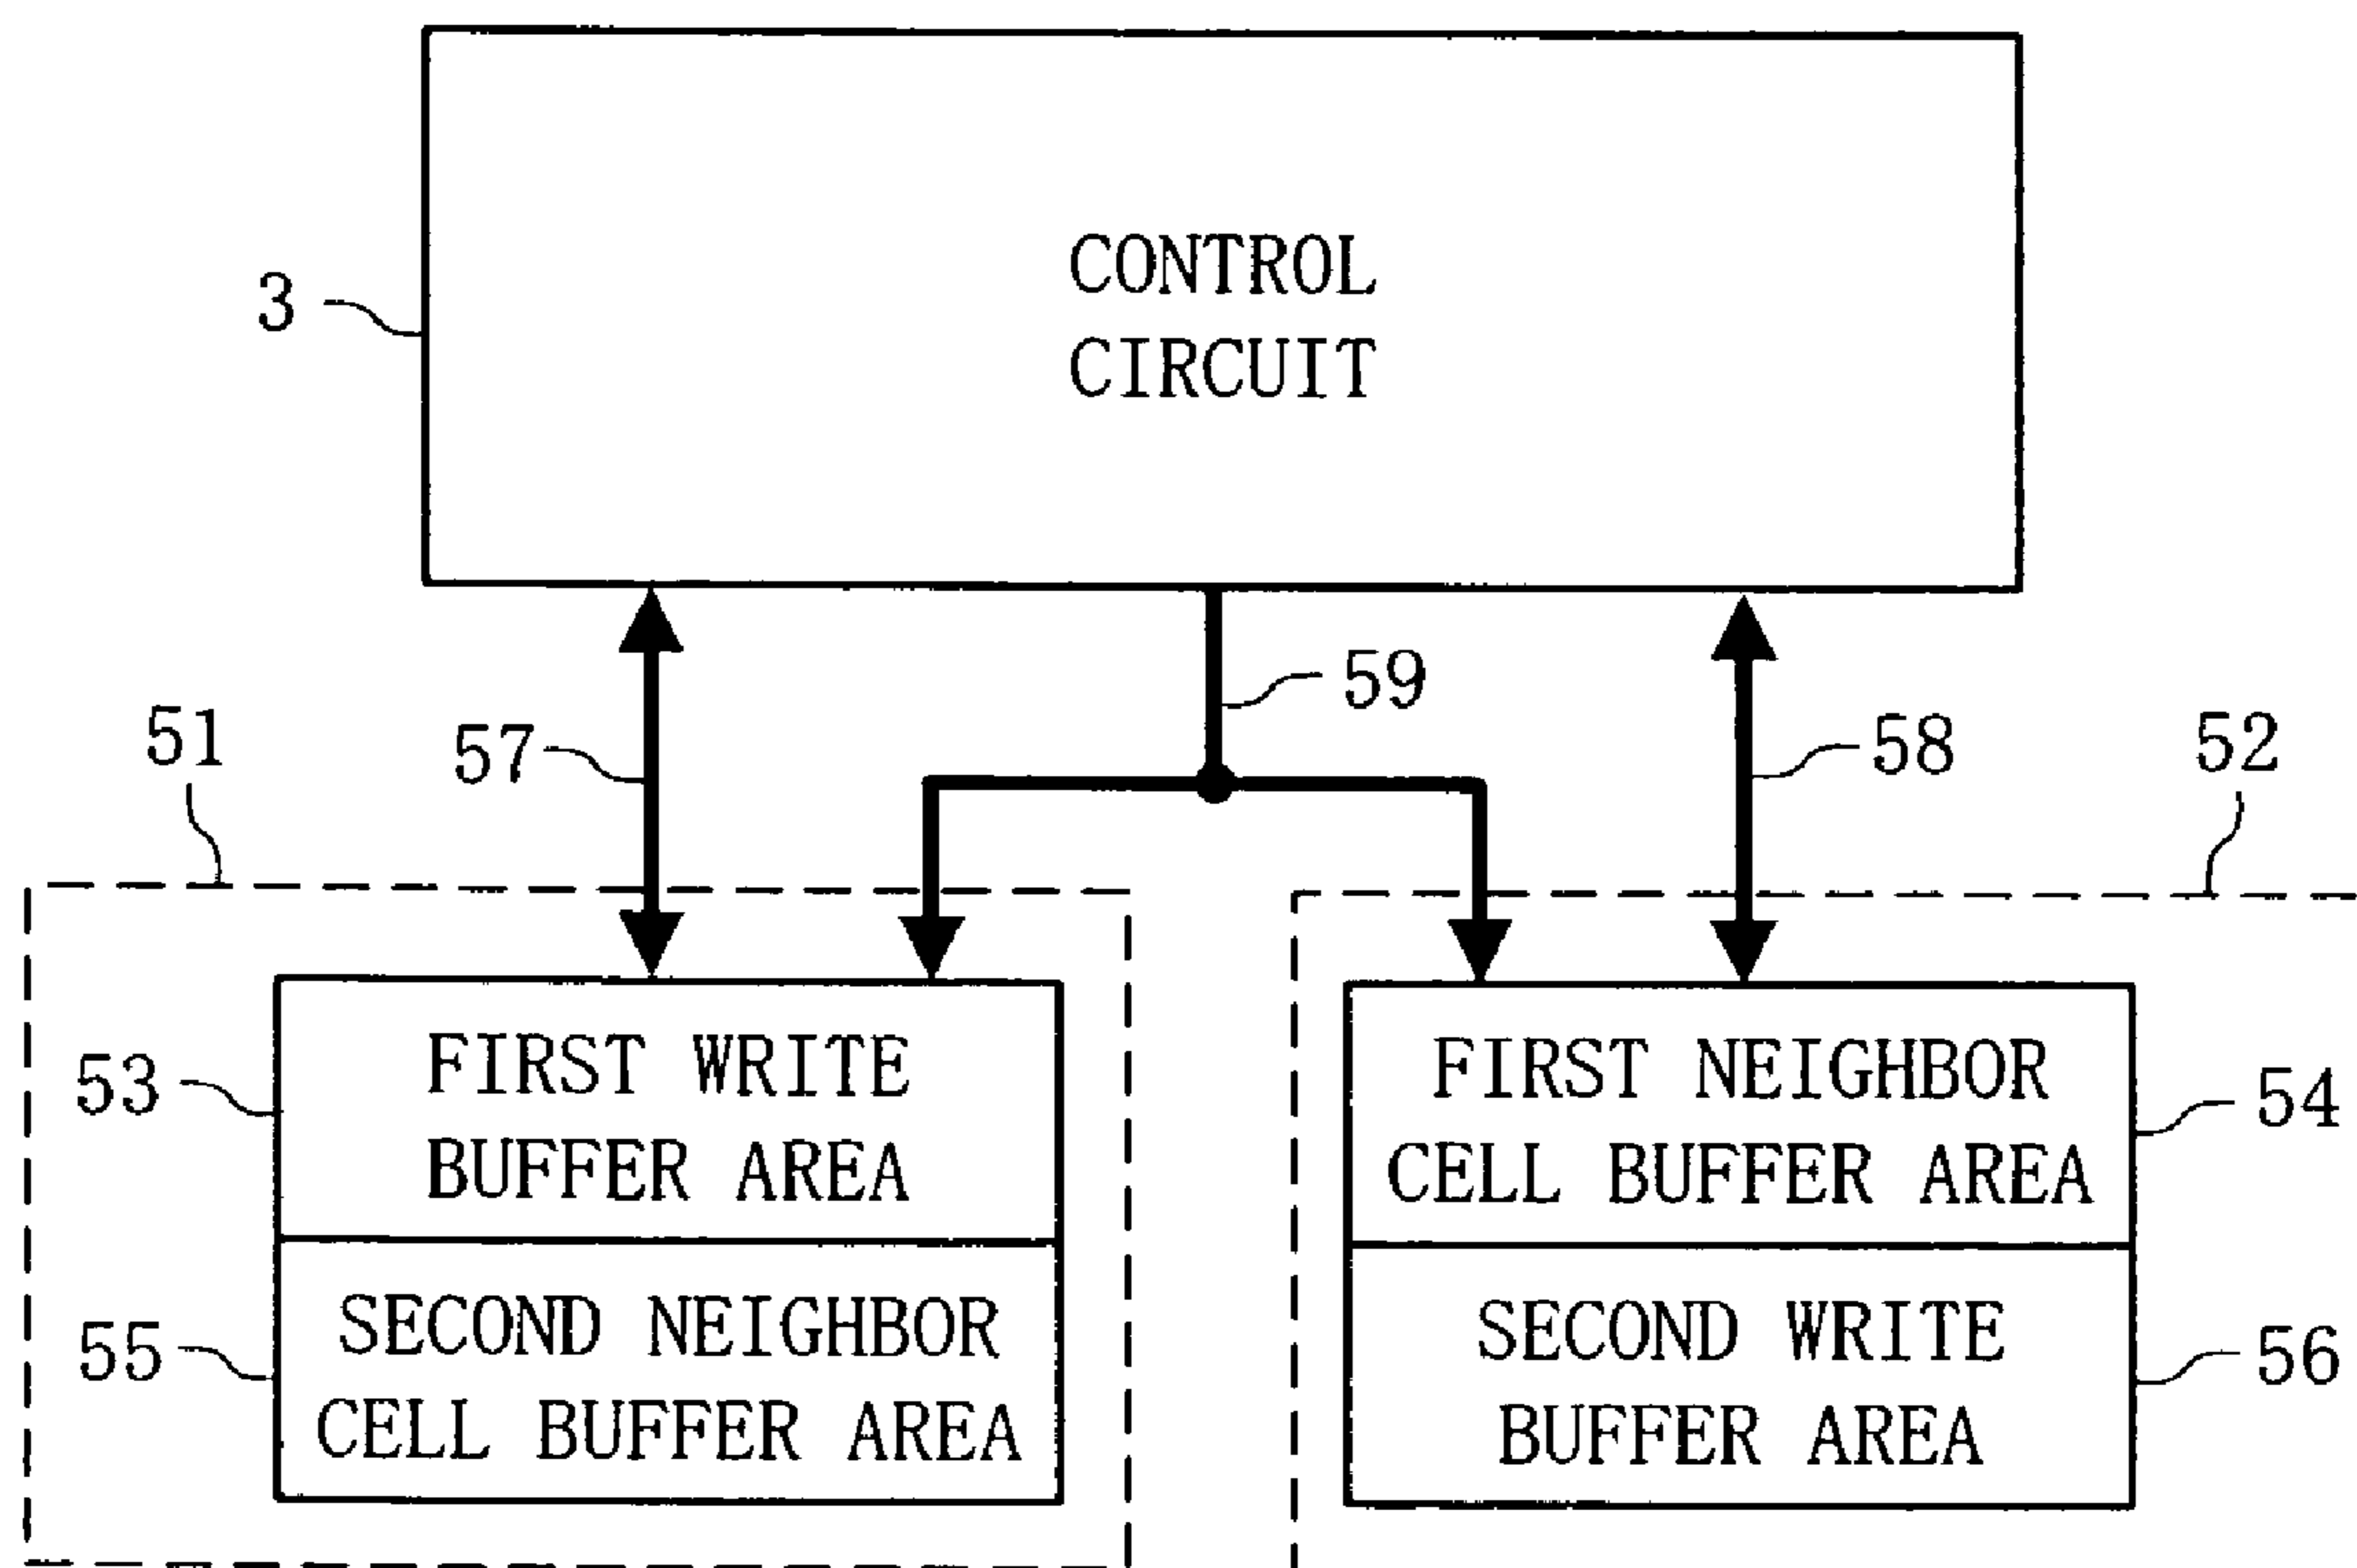 CONTROL
CIRCUIT
3
59
57
58
51
52
FIRST WRITE
BUFFER AREA
53
FIRST NEIGHBOR
CELL BUFFER AREA
54
SECOND NEIGHBOR
CELL BUFFER AREA
55
SECOND WRITE
BUFFER AREA
56